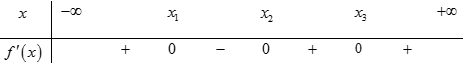 x −∞ x₁ x₂ x₃ +∞
f′(x) + 0 − 0 + 0 +